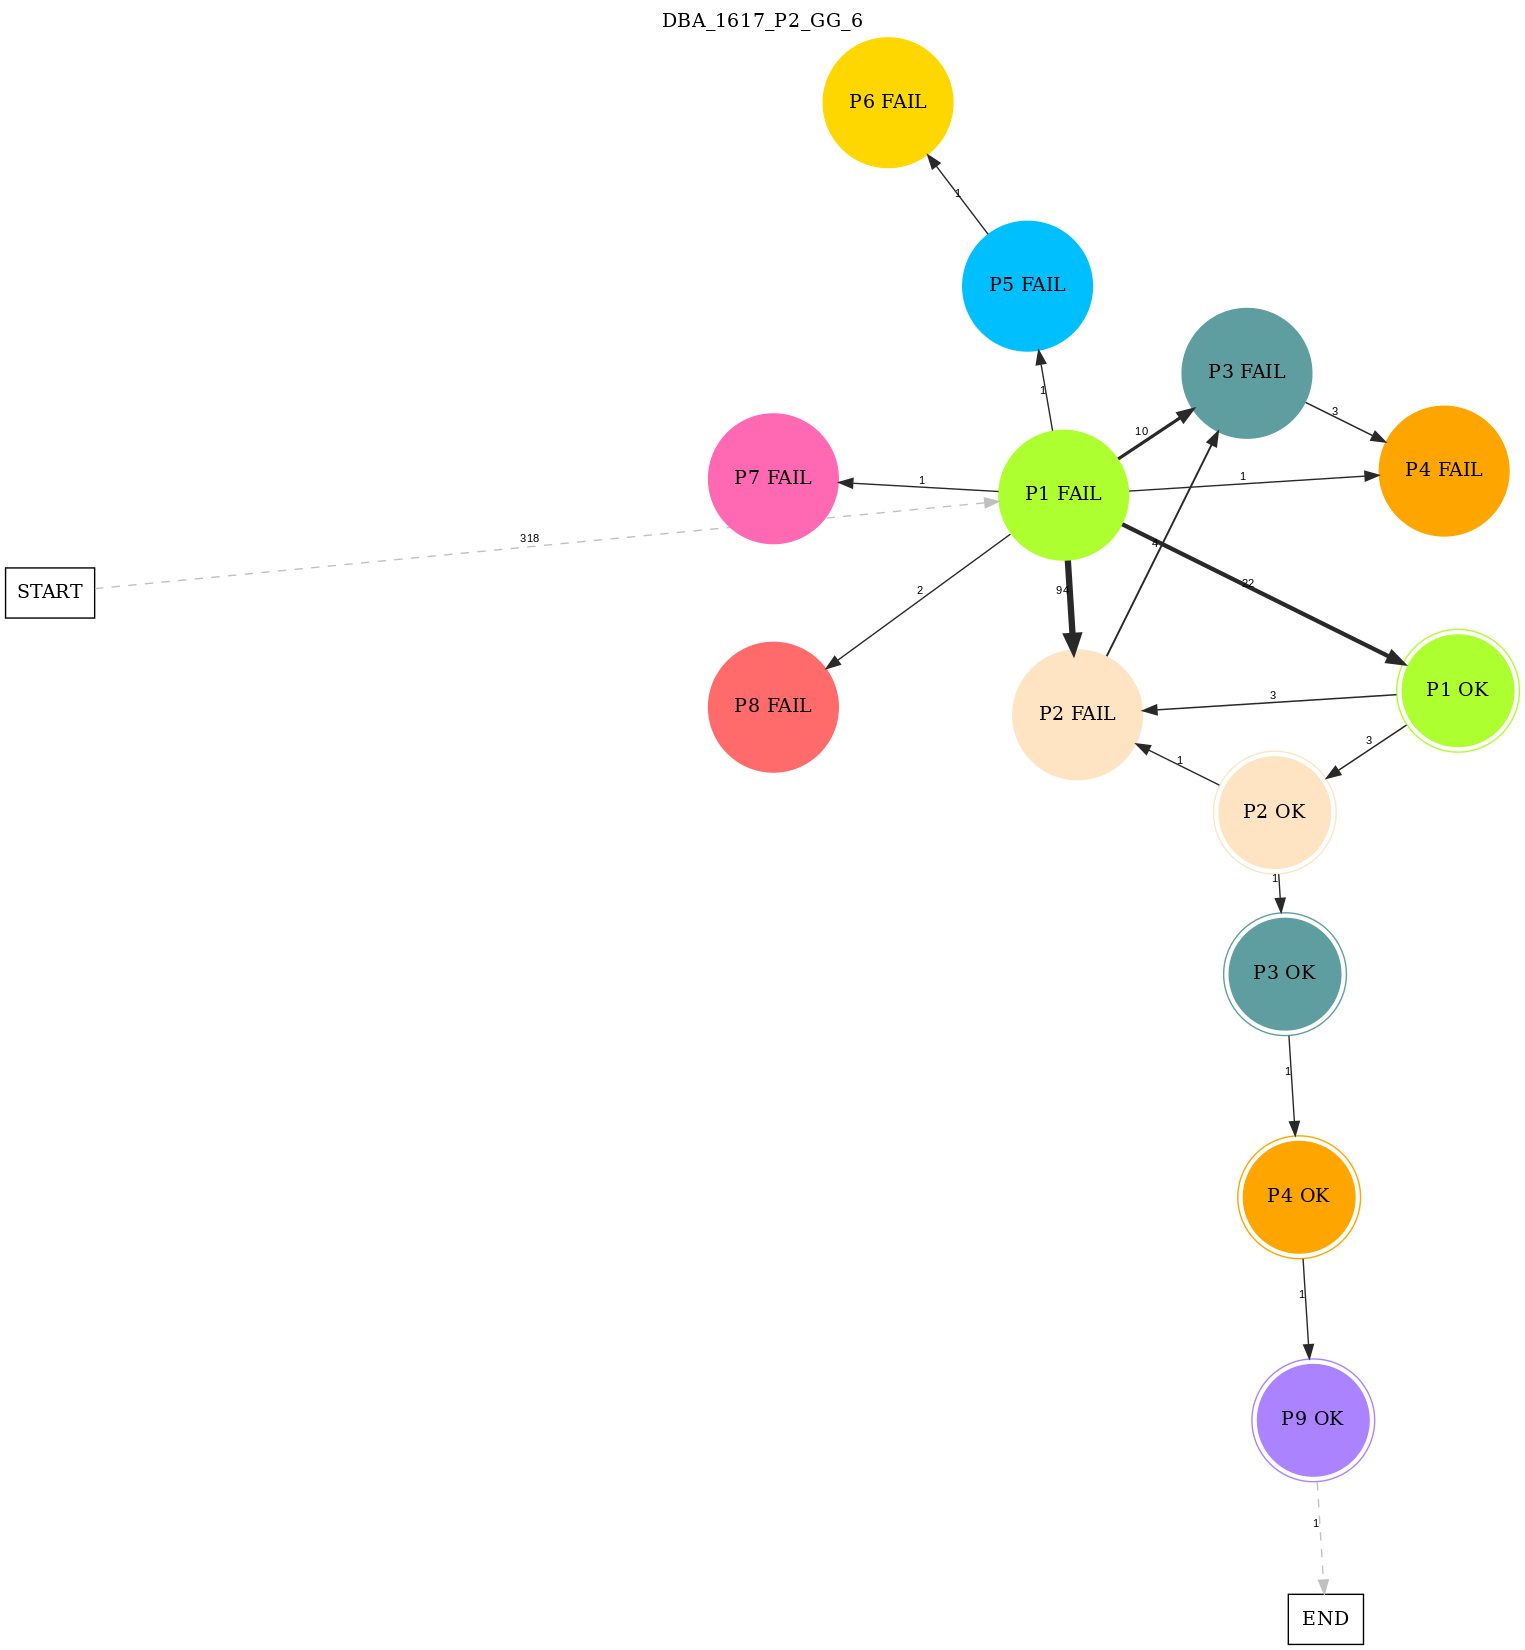 DBA_1617_P2_GG_6
P6 FAIL
1
P5 FAIL
P3 FAIL
1
3
10
P4 FAIL
P7 FAIL
1
P1 FAIL
1
318
START
2
94
P8 FAIL
P2 FAIL
3
P1 OK
3
1
P2 OK
1
P3 OK
1
P4 OK
1
P9 OK
1
END